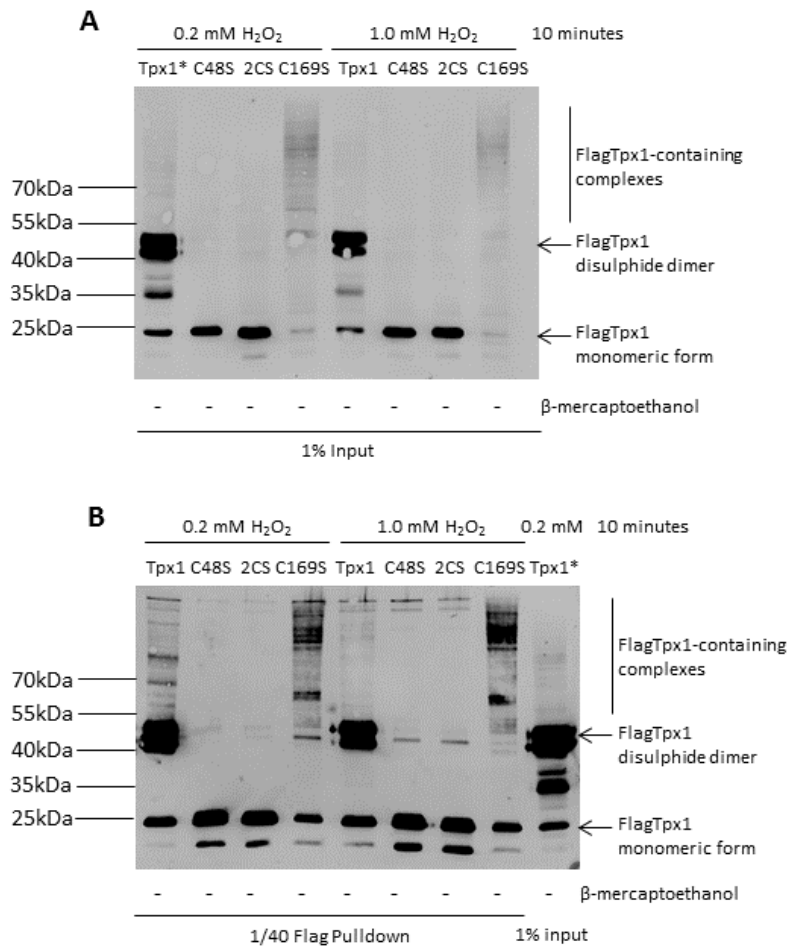 A
0.2 mM H₂O₂ 1.0 mM H₂O₂ 10 minutes
Tpx1* C48S 2CS C169S Tpx1 C48S 2CS C169S
70kDa
55kDa
40kDa
35kDa
25kDa
FlagTpx1-containing
complexes
FlagTpx1
disulphide dimer
FlagTpx1
monomeric form
- - - - - - - - β-mercaptoethanol
1% Input
B
0.2 mM H₂O₂ 1.0 mM H₂O₂ 0.2 mM 10 minutes
Tpx1 C48S 2CS C169S Tpx1 C48S 2CS C169S Tpx1*
70kDa
55kDa
40kDa
35kDa
25kDa
FlagTpx1-containing
complexes
FlagTpx1
disulphide dimer
FlagTpx1
monomeric form
- - - - - - - - - β-mercaptoethanol
1/40 Flag Pulldown 1% input